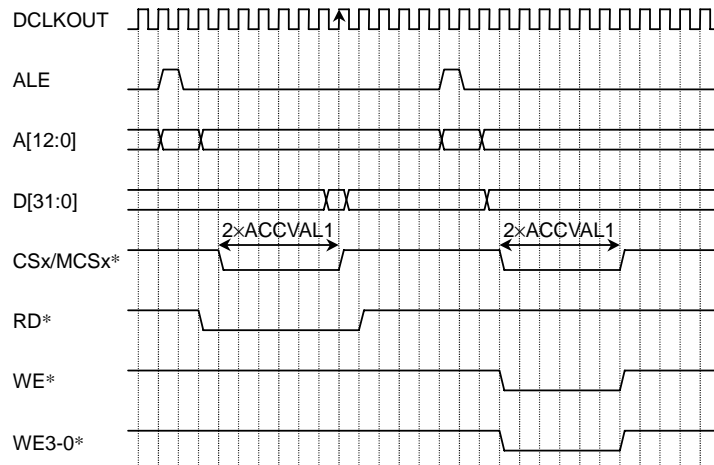 DCLKOUT
ALE
A[12:0]
D[31:0]
2×ACCVAL1 2×ACCVAL1
CSx/MCSx*
RD*
WE*
WE3-0*